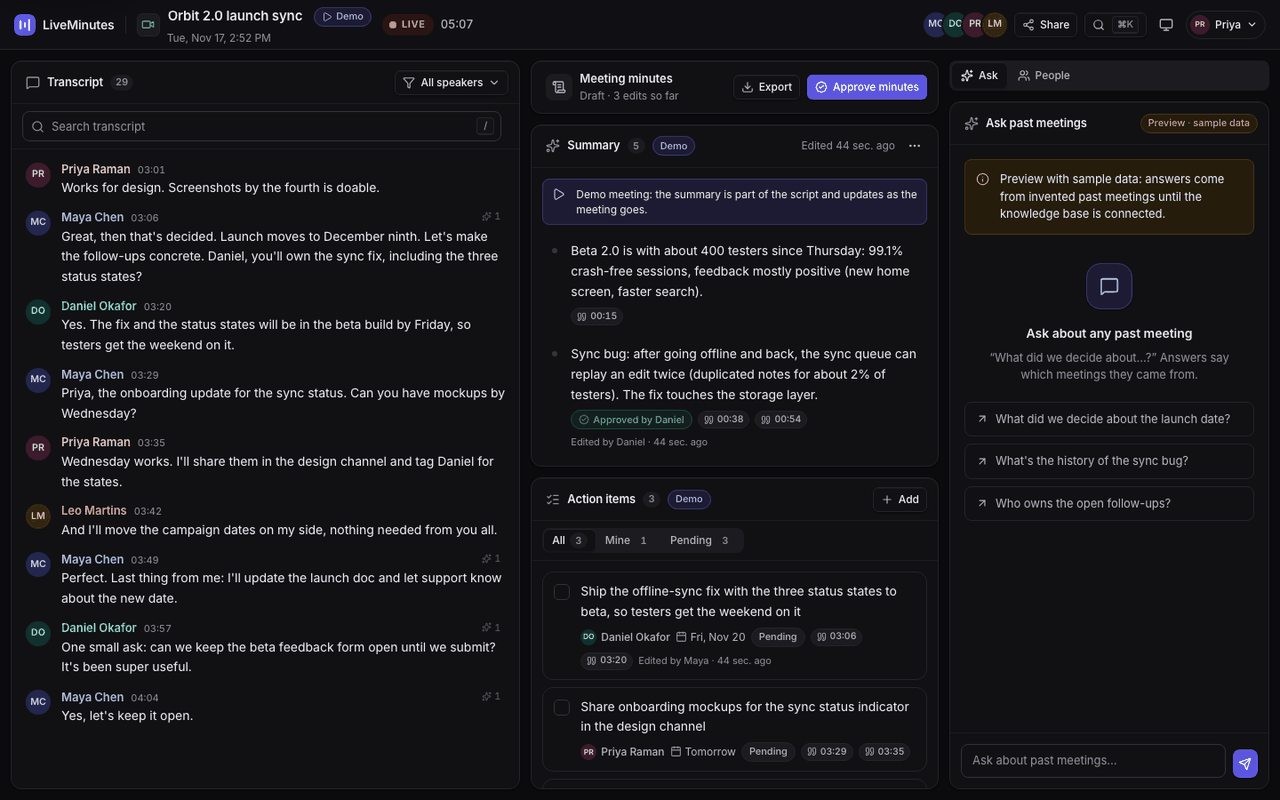 LiveMinutes
Orbit 2.0 launch sync
Demo
Tue, Nov 17, 2:52 PM
LIVE
05:07
MC DO PR LM
Share
⌘K
PR Priya
Transcript 29
All speakers
Search transcript /
PR Priya Raman 03:01
Works for design. Screenshots by the fourth is doable.
MC Maya Chen 03:06 1
Great, then that's decided. Launch moves to December ninth. Let's make
the follow-ups concrete. Daniel, you'll own the sync fix, including the three
status states?
DO Daniel Okafor 03:20
Yes. The fix and the status states will be in the beta build by Friday, so
testers get the weekend on it.
MC Maya Chen 03:29
Priya, the onboarding update for the sync status. Can you have mockups by
Wednesday?
PR Priya Raman 03:35
Wednesday works. I'll share them in the design channel and tag Daniel for
the states.
LM Leo Martins 03:42
And I'll move the campaign dates on my side, nothing needed from you all.
MC Maya Chen 03:49 1
Perfect. Last thing from me: I'll update the launch doc and let support know
about the new date.
DO Daniel Okafor 03:57 1
One small ask: can we keep the beta feedback form open until we submit?
It's been super useful.
MC Maya Chen 04:04 1
Yes, let's keep it open.
Meeting minutes
Draft · 3 edits so far
Export
Approve minutes
Summary 5 Demo
Edited 44 sec. ago
Demo meeting: the summary is part of the script and updates as the
meeting goes.
Beta 2.0 is with about 400 testers since Thursday: 99.1%
crash-free sessions, feedback mostly positive (new home
screen, faster search).
00:15
Sync bug: after going offline and back, the sync queue can
replay an edit twice (duplicated notes for about 2% of
testers). The fix touches the storage layer.
Approved by Daniel 00:38 00:54
Edited by Daniel · 44 sec. ago
Action items 3 Demo
Add
All 3 Mine 1 Pending 3
Ship the offline-sync fix with the three status states to
beta, so testers get the weekend on it
DO Daniel Okafor Fri, Nov 20 Pending 03:06
03:20 Edited by Maya · 44 sec. ago
Share onboarding mockups for the sync status indicator
in the design channel
PR Priya Raman Tomorrow Pending 03:29 03:35
Ask
People
Ask past meetings
Preview · sample data
Preview with sample data: answers come
from invented past meetings until the
knowledge base is connected.
Ask about any past meeting
“What did we decide about...?” Answers say
which meetings they came from.
What did we decide about the launch date?
What's the history of the sync bug?
Who owns the open follow-ups?
Ask about past meetings...